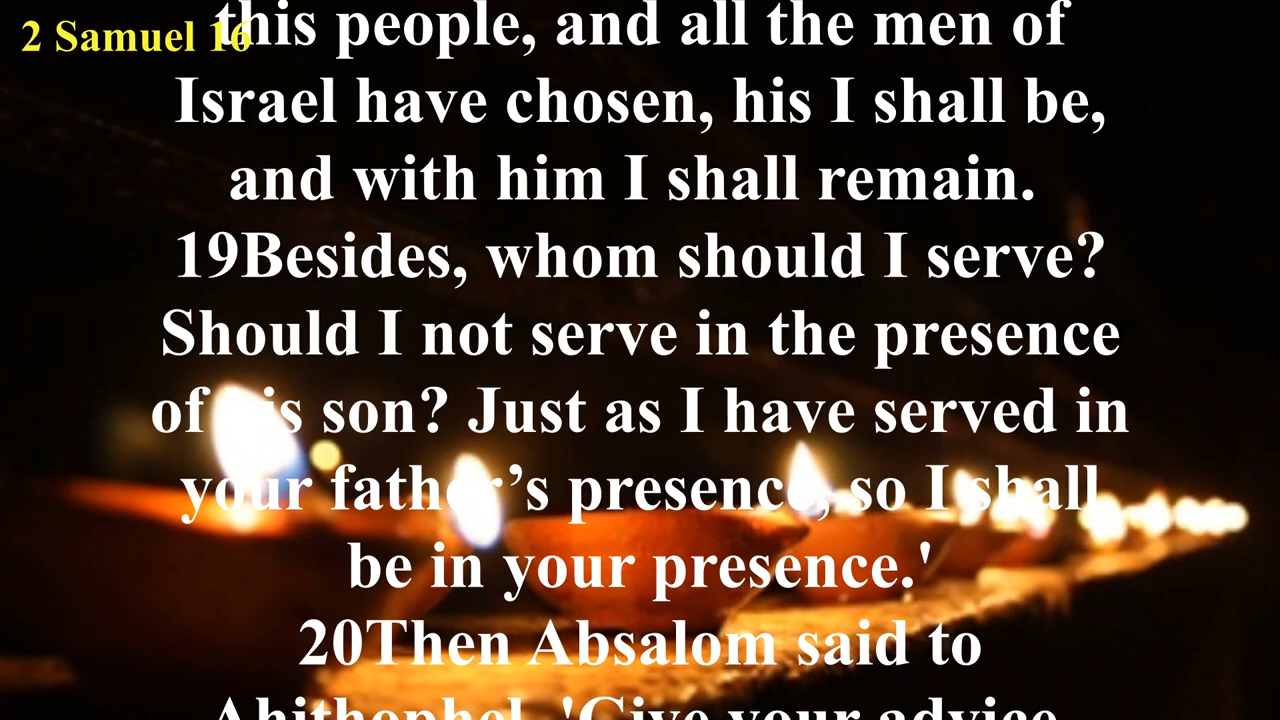 2 Samuel 16
this people, and all the men of
Israel have chosen, his I shall be,
and with him I shall remain.
19Besides, whom should I serve?
Should I not serve in the presence
of his son? Just as I have served in
your father’s presence, so I shall
be in your presence.'
20Then Absalom said to
Ahithophel, 'Give your advice